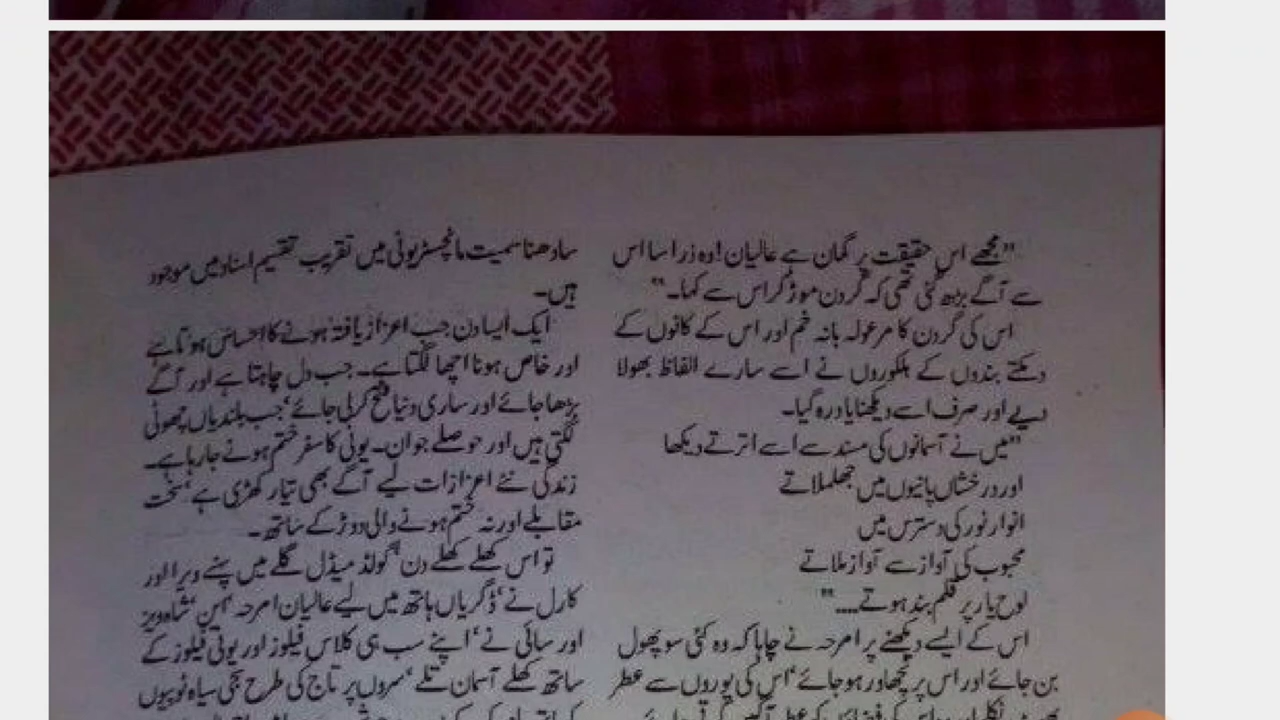 "مجھے اس حقیقت پر گمان ہے عالیان! وہ ذرا سا اس
سے آگے بڑھ گئی تھی کہ گردن موڑ کر اس سے کہا۔"
اس کی گردن کا مرغولہ بانہ خم اور اس کے کانوں کے
دمکتے بندوں کے ہلکوروں نے اسے سارے الفاظ بھولا
دیے اور صرف اسے دیکھنا یاد رہ گیا۔
"میں نے آسمانوں کی مسند سے اسے اترتے دیکھا
اور درخشاں پانیوں میں جھلملاتے
انوار نور کی دسترس میں
محبوب کی آواز سے آواز ملاتے
لوح یار پر قلم بند ہوتے...."
اس کے ایسے دیکھنے پر امرحہ نے چاہا کہ وہ کئی سو پھول
بن جائے اور اس پر نچھاور ہو جائے' اس کی پوروں سے عطر
سادھنا سمیت مانچسٹر یونی میں تقریب تقسیم اسناد میں موجود
ہیں۔
ایک ایسا دن جب اعزاز یافتہ ہونے کا احساس ہوتا ہے
اور خاص ہونا اچھا لگتا ہے۔ جب دل چاہتا ہے اور آگے
بڑھا جائے اور ساری دنیا فتح کر لی جائے' جب بلندیاں چھوٹی
لگتی ہیں اور حوصلے جوان۔ یونی کا سفر ختم ہونے جا رہا ہے۔
زندگی نئے اعزازات لیے آگے بھی تیار کھڑی ہے' سخت
مقابلے اور نہ ختم ہونے والی دوڑ کے ساتھ۔
تو اس کھلے کھلے دن' گولڈ میڈل گلے میں پہنے ویرا اور
کارل نے' ڈگریاں ہاتھ میں لیے عالیان امرحہ' این' شاہ ویز
اور سائی نے' اپنے سب ہی کلاس فیلوز اور یونی فیلوز کے
ساتھ کھلے آسمان تلے' سروں پر تاج کی طرح سجی سیاہ ٹوپیوں